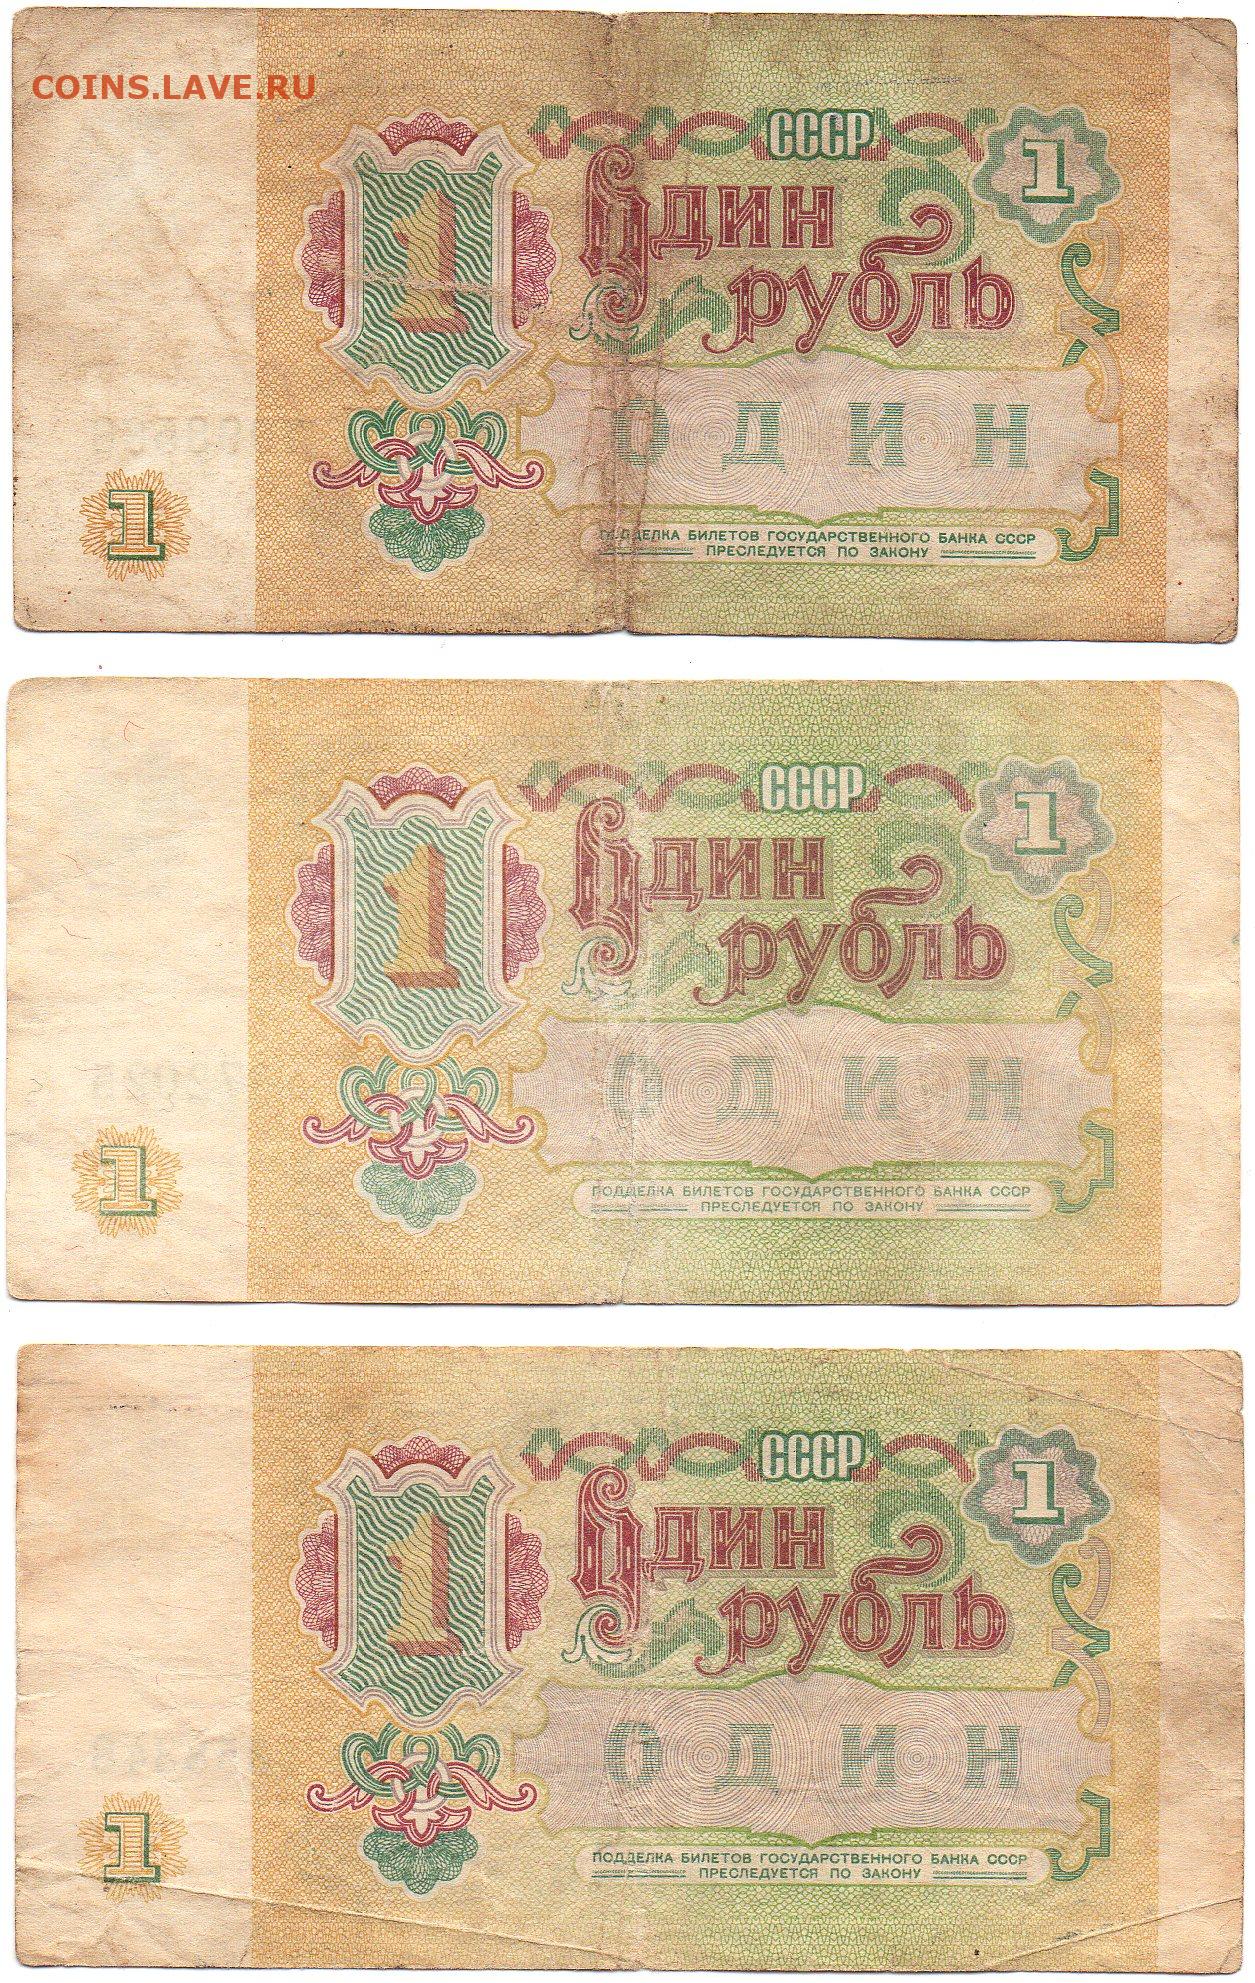 COINS.LAVE.RU
СССР
1
1
Один
рубль
ОДИН
1
ПОДДЕЛКА БИЛЕТОВ ГОСУДАРСТВЕННОГО БАНКА СССР
ПРЕСЛЕДУЕТСЯ ПО ЗАКОНУ
СССР
1
1
Один
рубль
ОДИН
1
ПОДДЕЛКА БИЛЕТОВ ГОСУДАРСТВЕННОГО БАНКА СССР
ПРЕСЛЕДУЕТСЯ ПО ЗАКОНУ
СССР
1
1
Один
рубль
ОДИН
1
ПОДДЕЛКА БИЛЕТОВ ГОСУДАРСТВЕННОГО БАНКА СССР
ПРЕСЛЕДУЕТСЯ ПО ЗАКОНУ